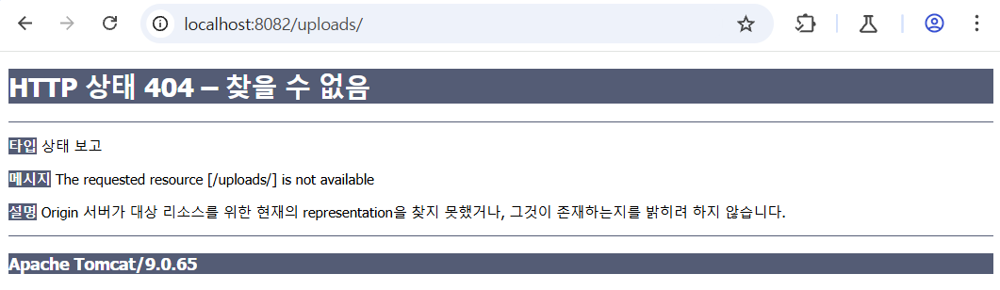 localhost:8082/uploads/
HTTP 상태 404 – 찾을 수 없음
타입 상태 보고
메시지 The requested resource [/uploads/] is not available
설명 Origin 서버가 대상 리소스를 위한 현재의 representation을 찾지 못했거나, 그것이 존재하는지를 밝히려 하지 않습니다.
Apache Tomcat/9.0.65